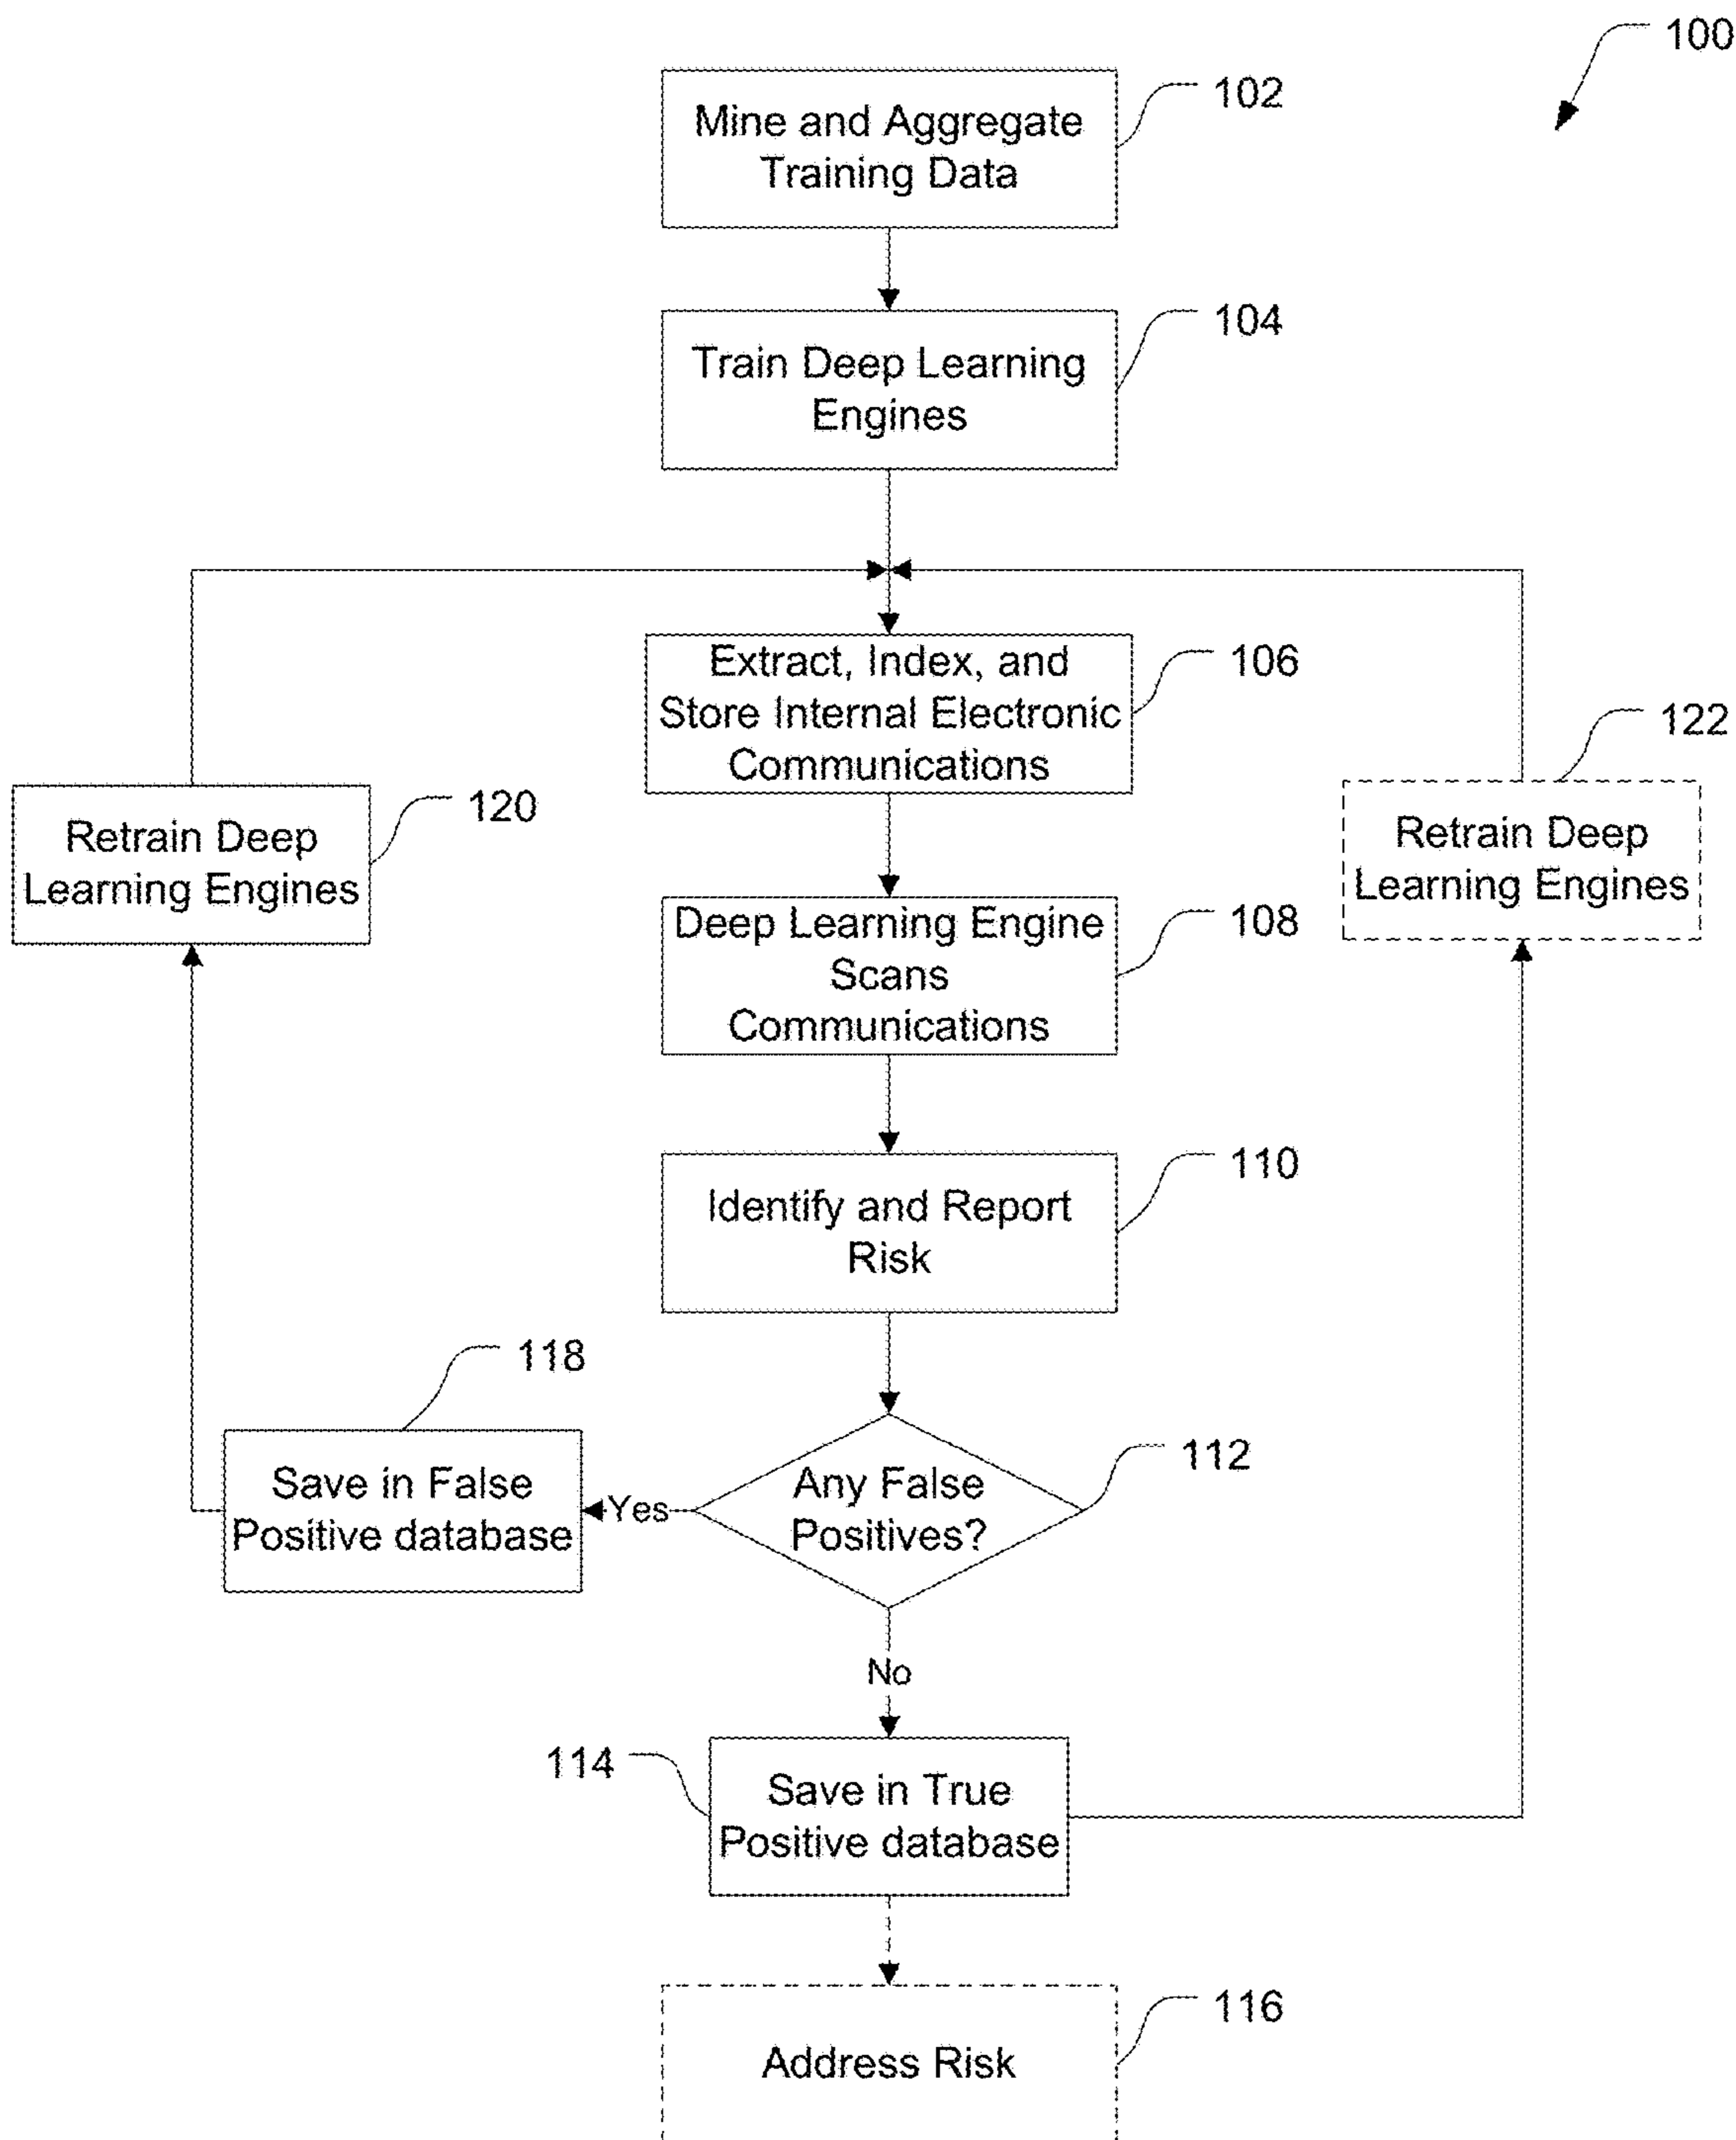 100
102
Mine and Aggregate
Training Data
104
Train Deep Learning
Engines
106
Extract, Index, and
Store Internal Electronic
Communications
122
120
Retrain Deep
Learning Engines
Retrain Deep
Learning Engines
108
Deep Learning Engine
Scans
Communications
110
Identify and Report
Risk
118
112
Save in False
Positive database
Yes
Any False
Positives?
No
114
Save in True
Positive database
116
Address Risk